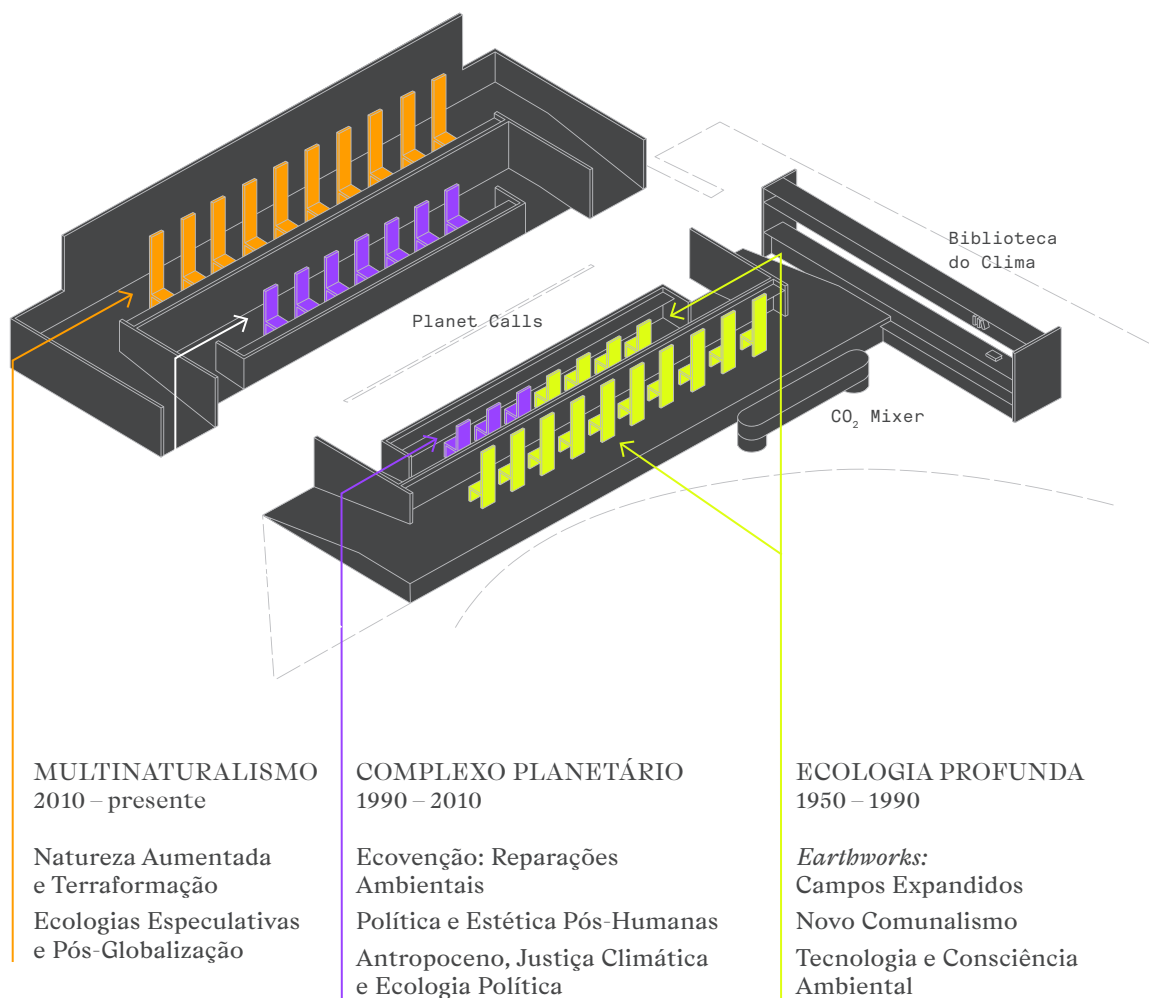 Biblioteca
do Clima
Planet Calls
CO₂ Mixer
MULTINATURALISMO
2010 – presente
Natureza Aumentada
e Terraformação
Ecologias Especulativas
e Pós-Globalização
COMPLEXO PLANETÁRIO
1990 – 2010
Ecovenção: Reparações
Ambientais
Política e Estética Pós-Humanas
Antropoceno, Justiça Climática
e Ecologia Política
ECOLOGIA PROFUNDA
1950 – 1990
Earthworks:
Campos Expandidos
Novo Comunalismo
Tecnologia e Consciência
Ambiental